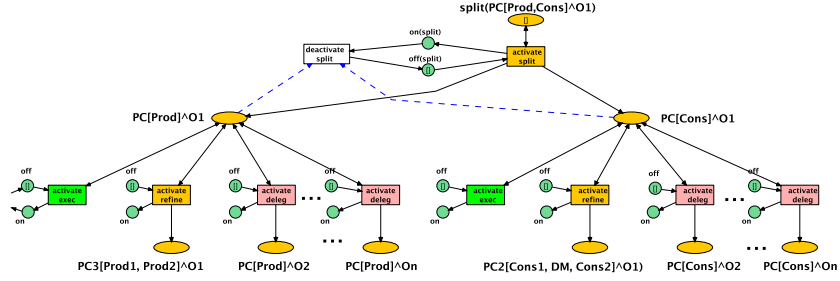 split(PC[Prod,Cons]^O1)
[]
on(split)
deactivate
split
off(split)
[]
activate
split
PC[Prod]^O1
PC[Cons]^O1
off
[]
activate
exec
on
off
[]
activate
refine
on
off
[]
activate
deleg
on
...
off
[]
activate
deleg
on
off
[]
activate
exec
on
off
[]
activate
refine
on
off
[]
activate
deleg
on
...
off
[]
activate
deleg
on
...
...
PC3[Prod1, Prod2]^O1
PC[Prod]^O2
PC[Prod]^On
PC2[Cons1, DM, Cons2]^O1)
PC[Cons]^O2
PC[Cons]^On